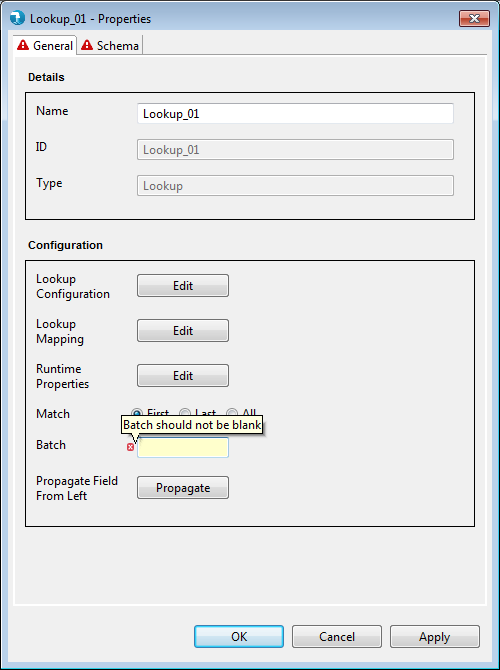 Lookup_01 - Properties
General
Schema
Details
Name
Lookup_01
ID
Lookup_01
Type
Lookup
Configuration
Lookup
Configuration
Edit
Lookup
Mapping
Edit
Runtime
Properties
Edit
Match
First
Last
All
Batch should not be blank
Batch
Propagate Field
From Left
Propagate
OK
Cancel
Apply